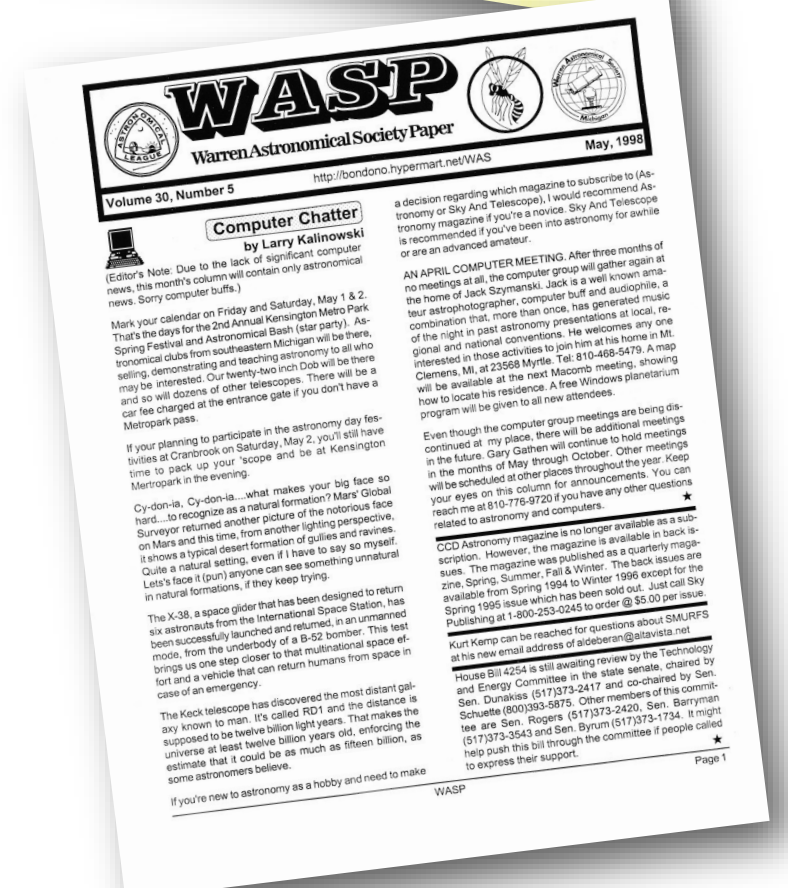 WASP
Warren Astronomical Society Paper
ASTRONOMICAL
LEAGUE
Warren Astronomical Society
Michigan
Volume 30, Number 5
http://bondono.hypermart.net/WAS
May, 1998
Computer Chatter
by Larry Kalinowski
(Editor's Note: Due to the lack of significant computer
news, this month's column will contain only astronomical
news. Sorry computer buffs.)
Mark your calendar on Friday and Saturday, May 1 & 2.
That's the days for the 2nd Annual Kensington Metro Park
Spring Festival and Astronomical Bash (star party). As-
tronomical clubs from southeastern Michigan will be there,
selling, demonstrating and teaching astronomy to all who
may be interested. Our twenty-two inch Dob will be there
and so will dozens of other telescopes. There will be a
car fee charged at the entrance gate if you don't have a
Metropark pass.
If your planning to participate in the astronomy day fes-
tivities at Cranbrook on Saturday, May 2, you'll still have
time to pack up your 'scope and be at Kensington
Mertropark in the evening.
Cy-don-ia, Cy-don-ia....what makes your big face so
hard....to recognize as a natural formation? Mars' Global
Surveyor returned another picture of the notorious face
on Mars and this time, from another lighting perspective,
it shows a typical desert formation of gullies and ravines.
Quite a natural setting, even if I have to say so myself.
Lets's face it (pun) anyone can see something unnatural
in natural formations, if they keep trying.
The X-38, a space glider that has been designed to return
six astronauts from the International Space Station, has
been successfully launched and returned, in an unmanned
mode, from the underbody of a B-52 bomber. This test
brings us one step closer to that multinational space ef-
fort and a vehicle that can return humans from space in
case of an emergency.
The Keck telescope has discovered the most distant gal-
axy known to man. It's called RD1 and the distance is
supposed to be twelve billion light years. That makes the
universe at least twelve billion years old, enforcing the
estimate that it could be as much as fifteen billion, as
some astronomers believe.
If you're new to astronomy as a hobby and need to make
a decision regarding which magazine to subscribe to (As-
tronomy or Sky And Telescope), I would recommend As-
tronomy magazine if you're a novice. Sky And Telescope
is recommended if you've been into astronomy for awhile
or are an advanced amateur.
AN APRIL COMPUTER MEETING. After three months of
no meetings at all, the computer group will gather again at
the home of Jack Szymanski. Jack is a well known ama-
teur astrophotographer, computer buff and audiophile, a
combination that, more than once, has generated music
of the night in past astronomy presentations at local, re-
gional and national conventions. He welcomes any one
interested in those activities to join him at his home in Mt.
Clemens, MI, at 23568 Myrtle. Tel: 810-468-5479. A map
will be available at the next Macomb meeting, showing
how to locate his residence. A free Windows planetarium
program will be given to all new attendees.
Even though the computer group meetings are being dis-
continued at my place, there will be additional meetings
in the future. Gary Gathen will continue to hold meetings
in the months of May through October. Other meetings
will be scheduled at other places throughout the year. Keep
your eyes on this column for announcements. You can
reach me at 810-776-9720 if you have any other questions
related to astronomy and computers. ★
CCD Astronomy magazine is no longer available as a sub-
scription. However, the magazine is available in back is-
sues. The magazine was published as a quarterly maga-
zine, Spring, Summer, Fall & Winter. The back issues are
available from Spring 1994 to Winter 1996 except for the
Spring 1995 issue which has been sold out. Just call Sky
Publishing at 1-800-253-0245 to order @ $5.00 per issue.
Kurt Kemp can be reached for questions about SMURFS
at his new email address of aldeberan@altavista.net
House Bill 4254 is still awaiting review by the Technology
and Energy Committee in the state senate, chaired by
Sen. Dunakiss (517)373-2417 and co-chaired by Sen.
Schuette (800)393-5875. Other members of this commit-
tee are Sen. Rogers (517)373-2420, Sen. Barryman
(517)373-3543 and Sen. Byrum (517)373-1734. It might
help push this bill through the committee if people called
to express their support. ★
WASP
Page 1